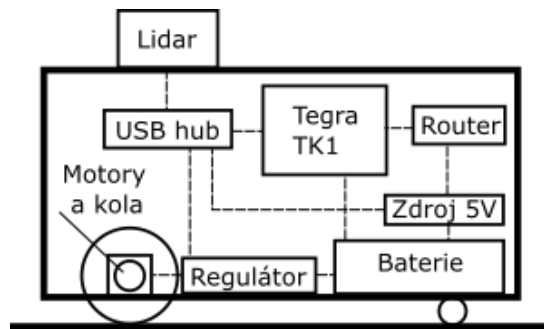 Lidar
USB hub
Tegra
TK1
Router
Motory
a kola
Zdroj 5V
Regulátor
Baterie